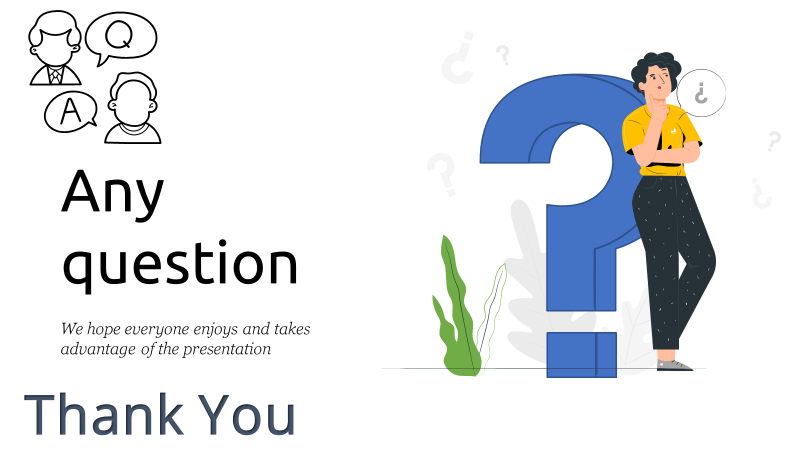 Q
A
Any
question
We hope everyone enjoys and takes
advantage of the presentation
Thank You
?
¿
?
¿
?
?
¿